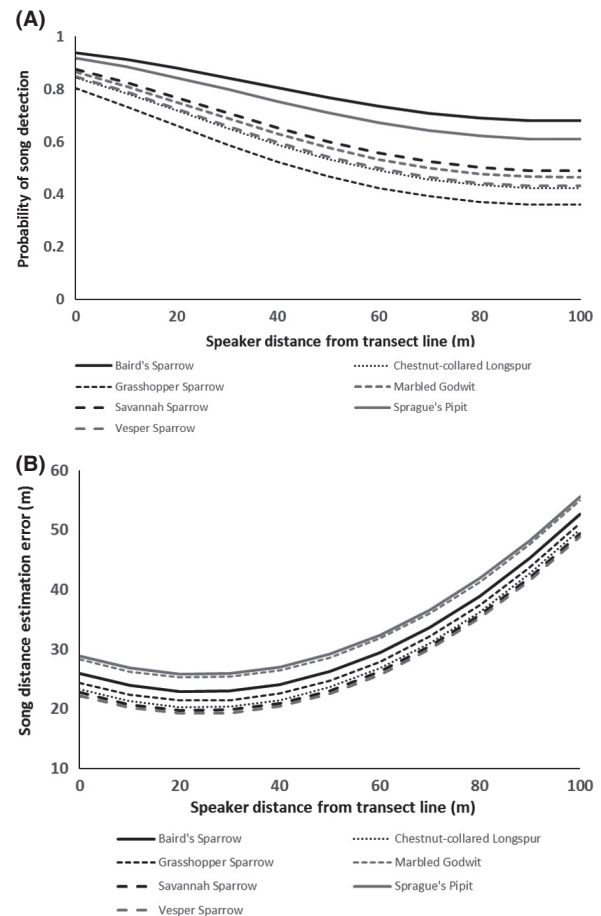 (A)
1
0.8
0.6
0.4
0.2
0
Probability of song detection
0 20 40 60 80 100
Speaker distance from transect line (m)
Baird's Sparrow Chestnut-collared Longspur
Grasshopper Sparrow Marbled Godwit
Savannah Sparrow Sprague's Pipit
Vesper Sparrow
(B)
60
50
40
30
20
10
Song distance estimation error (m)
0 20 40 60 80 100
Speaker distance from transect line (m)
Baird's Sparrow Chestnut-collared Longspur
Grasshopper Sparrow Marbled Godwit
Savannah Sparrow Sprague's Pipit
Vesper Sparrow